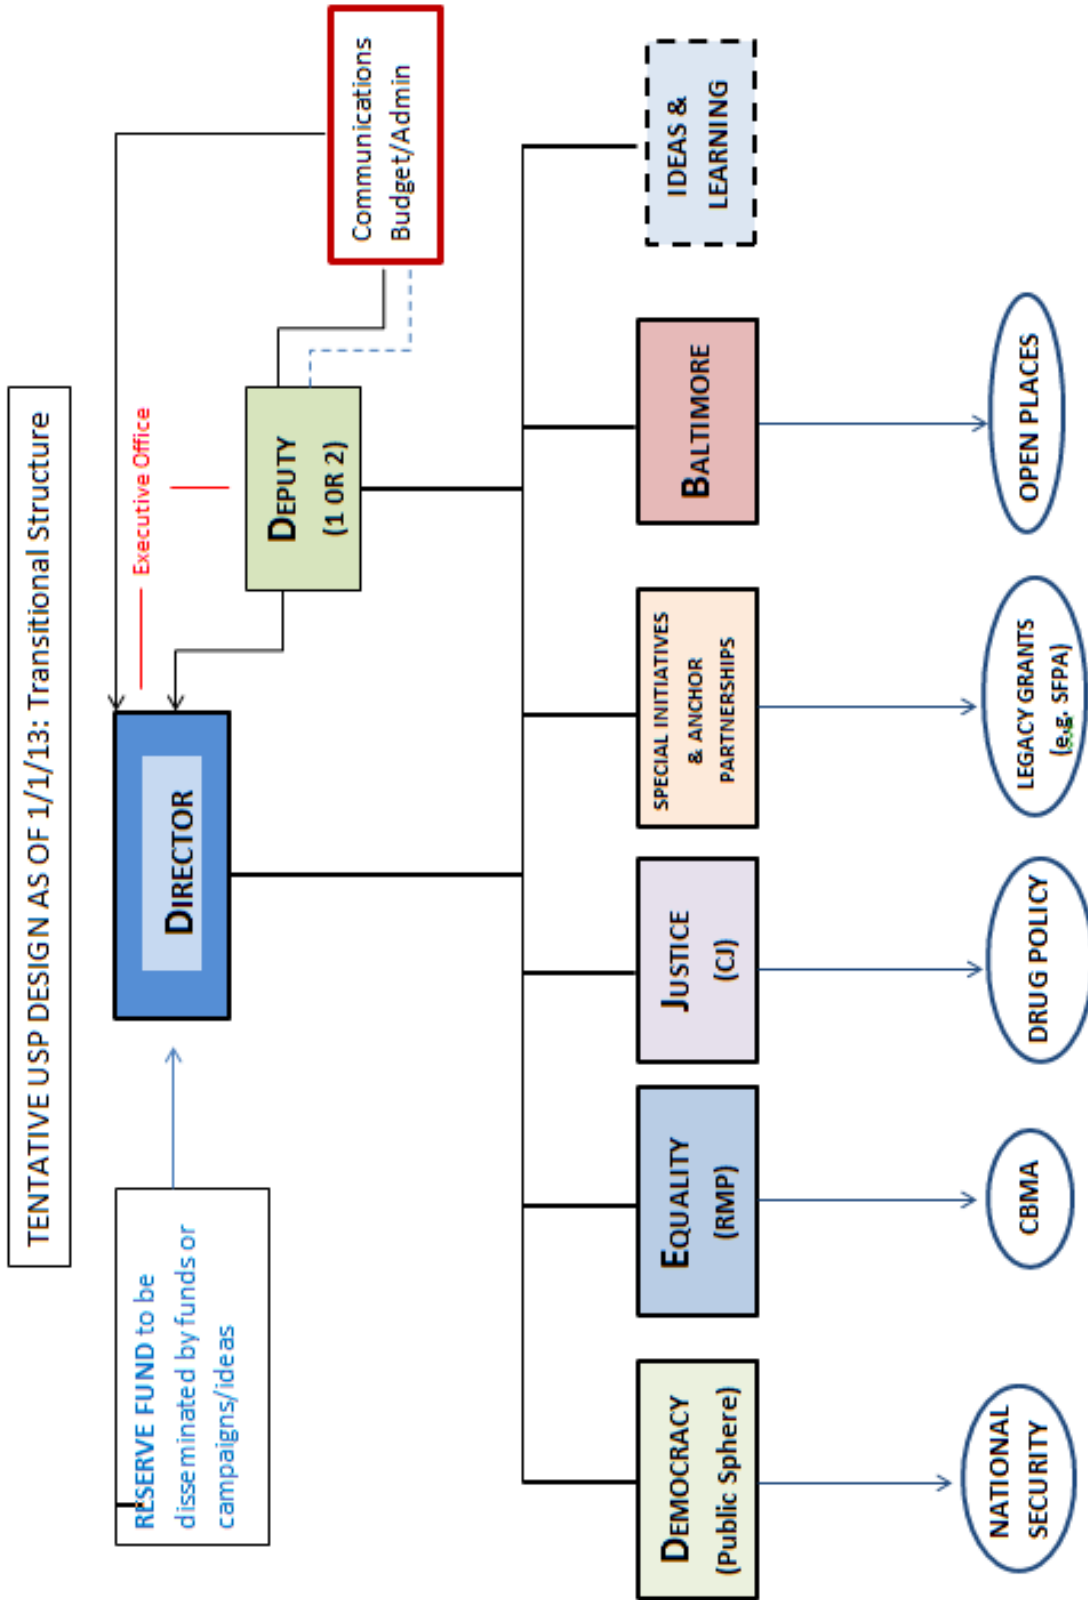 TENTATIVE USP DESIGN AS OF 1/1/13: Transitional Structure
RESERVE FUND to be
disseminated by funds or
campaigns/ideas
DIRECTOR
Executive Office
DEPUTY
(1 OR 2)
Communications
Budget/Admin
DEMOCRACY
(Public Sphere)
EQUALITY
(RMP)
JUSTICE
(CJ)
SPECIAL INITIATIVES
& ANCHOR
PARTNERSHIPS
BALTIMORE
IDEAS &
LEARNING
NATIONAL
SECURITY
CBMA
DRUG POLICY
LEGACY GRANTS
(e.g. SFPA)
OPEN PLACES